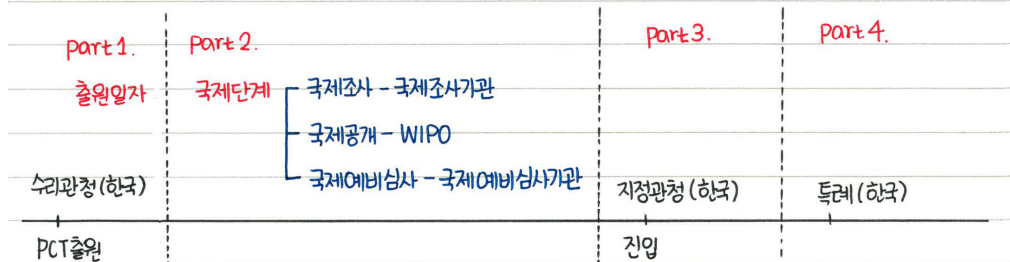 Part 1.
출원일자
수리관청 (한국)
PCT출원
Part 2.
국제단계
국제조사 - 국제조사기관
국제공개 - WIPO
국제예비심사 - 국제예비심사기관
Part 3.
지정관청 (한국)
진입
Part 4.
특례 (한국)